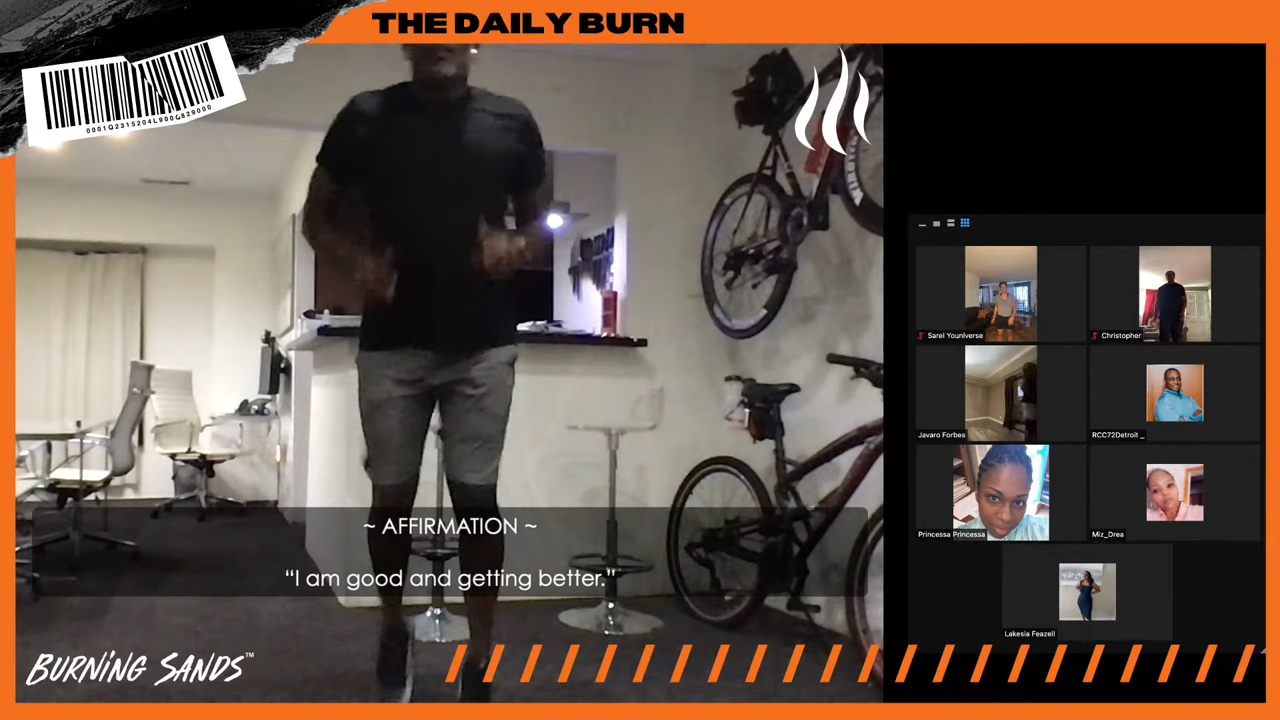 THE DAILY BURN
0001Q2315204L900G829000
Sarel Youniverse
Christopher
Javaro Forbes
RCC72Detroit _
Princessa Princessa
Miz_Drea
Lakesia Feazell
~ AFFIRMATION ~
“I am good and getting better.”
BURNING SANDS™